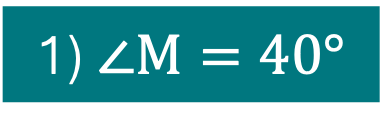 1) ∠M = 40°